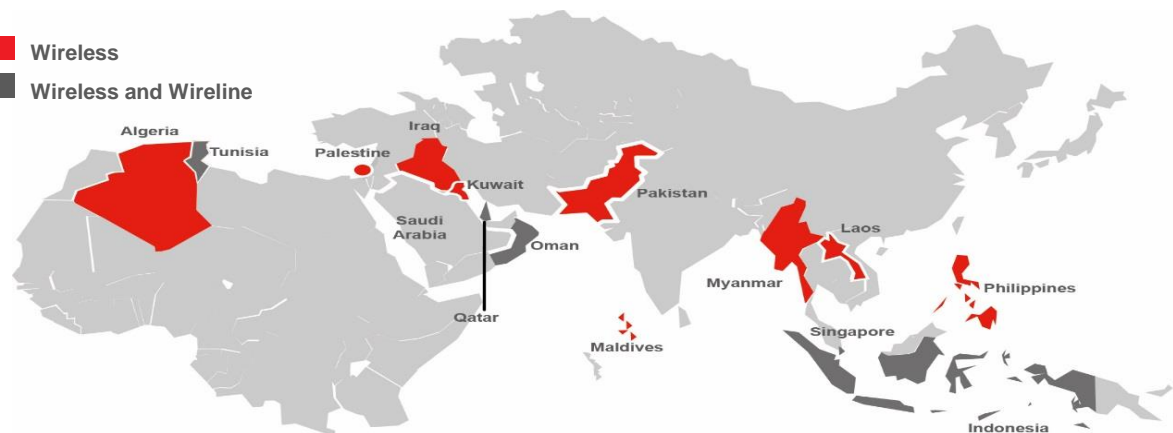 Wireless
Wireless and Wireline
Algeria
Tunisia
Palestine
Iraq
Kuwait
Saudi
Arabia
Qatar
Oman
Pakistan
Maldives
Myanmar
Laos
Philippines
Singapore
Indonesia